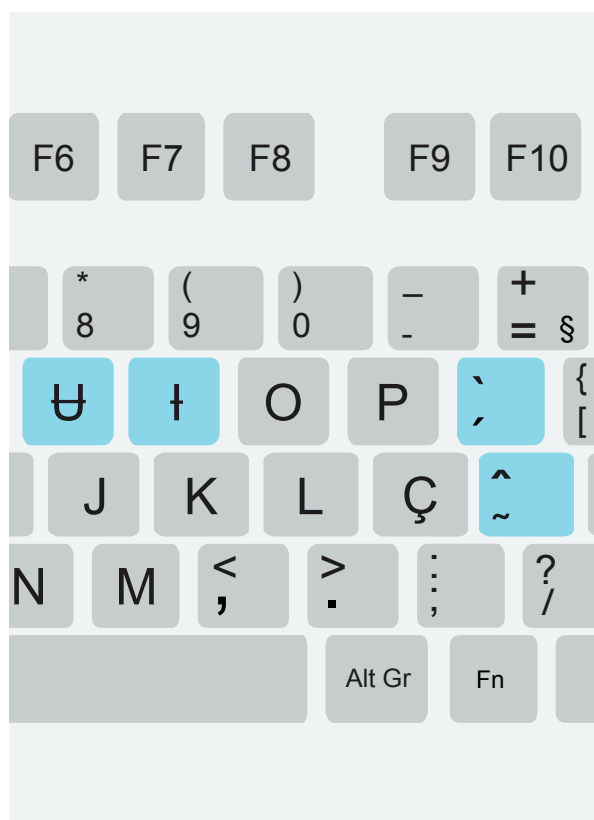 F6 F7 F8 F9 F10
* ( ) _ +
8 9 0 - = §
Ʉ Ɨ O P ` ´ { [
J K L Ç ^ ~
N M < , > . : ; ? /
Alt Gr Fn